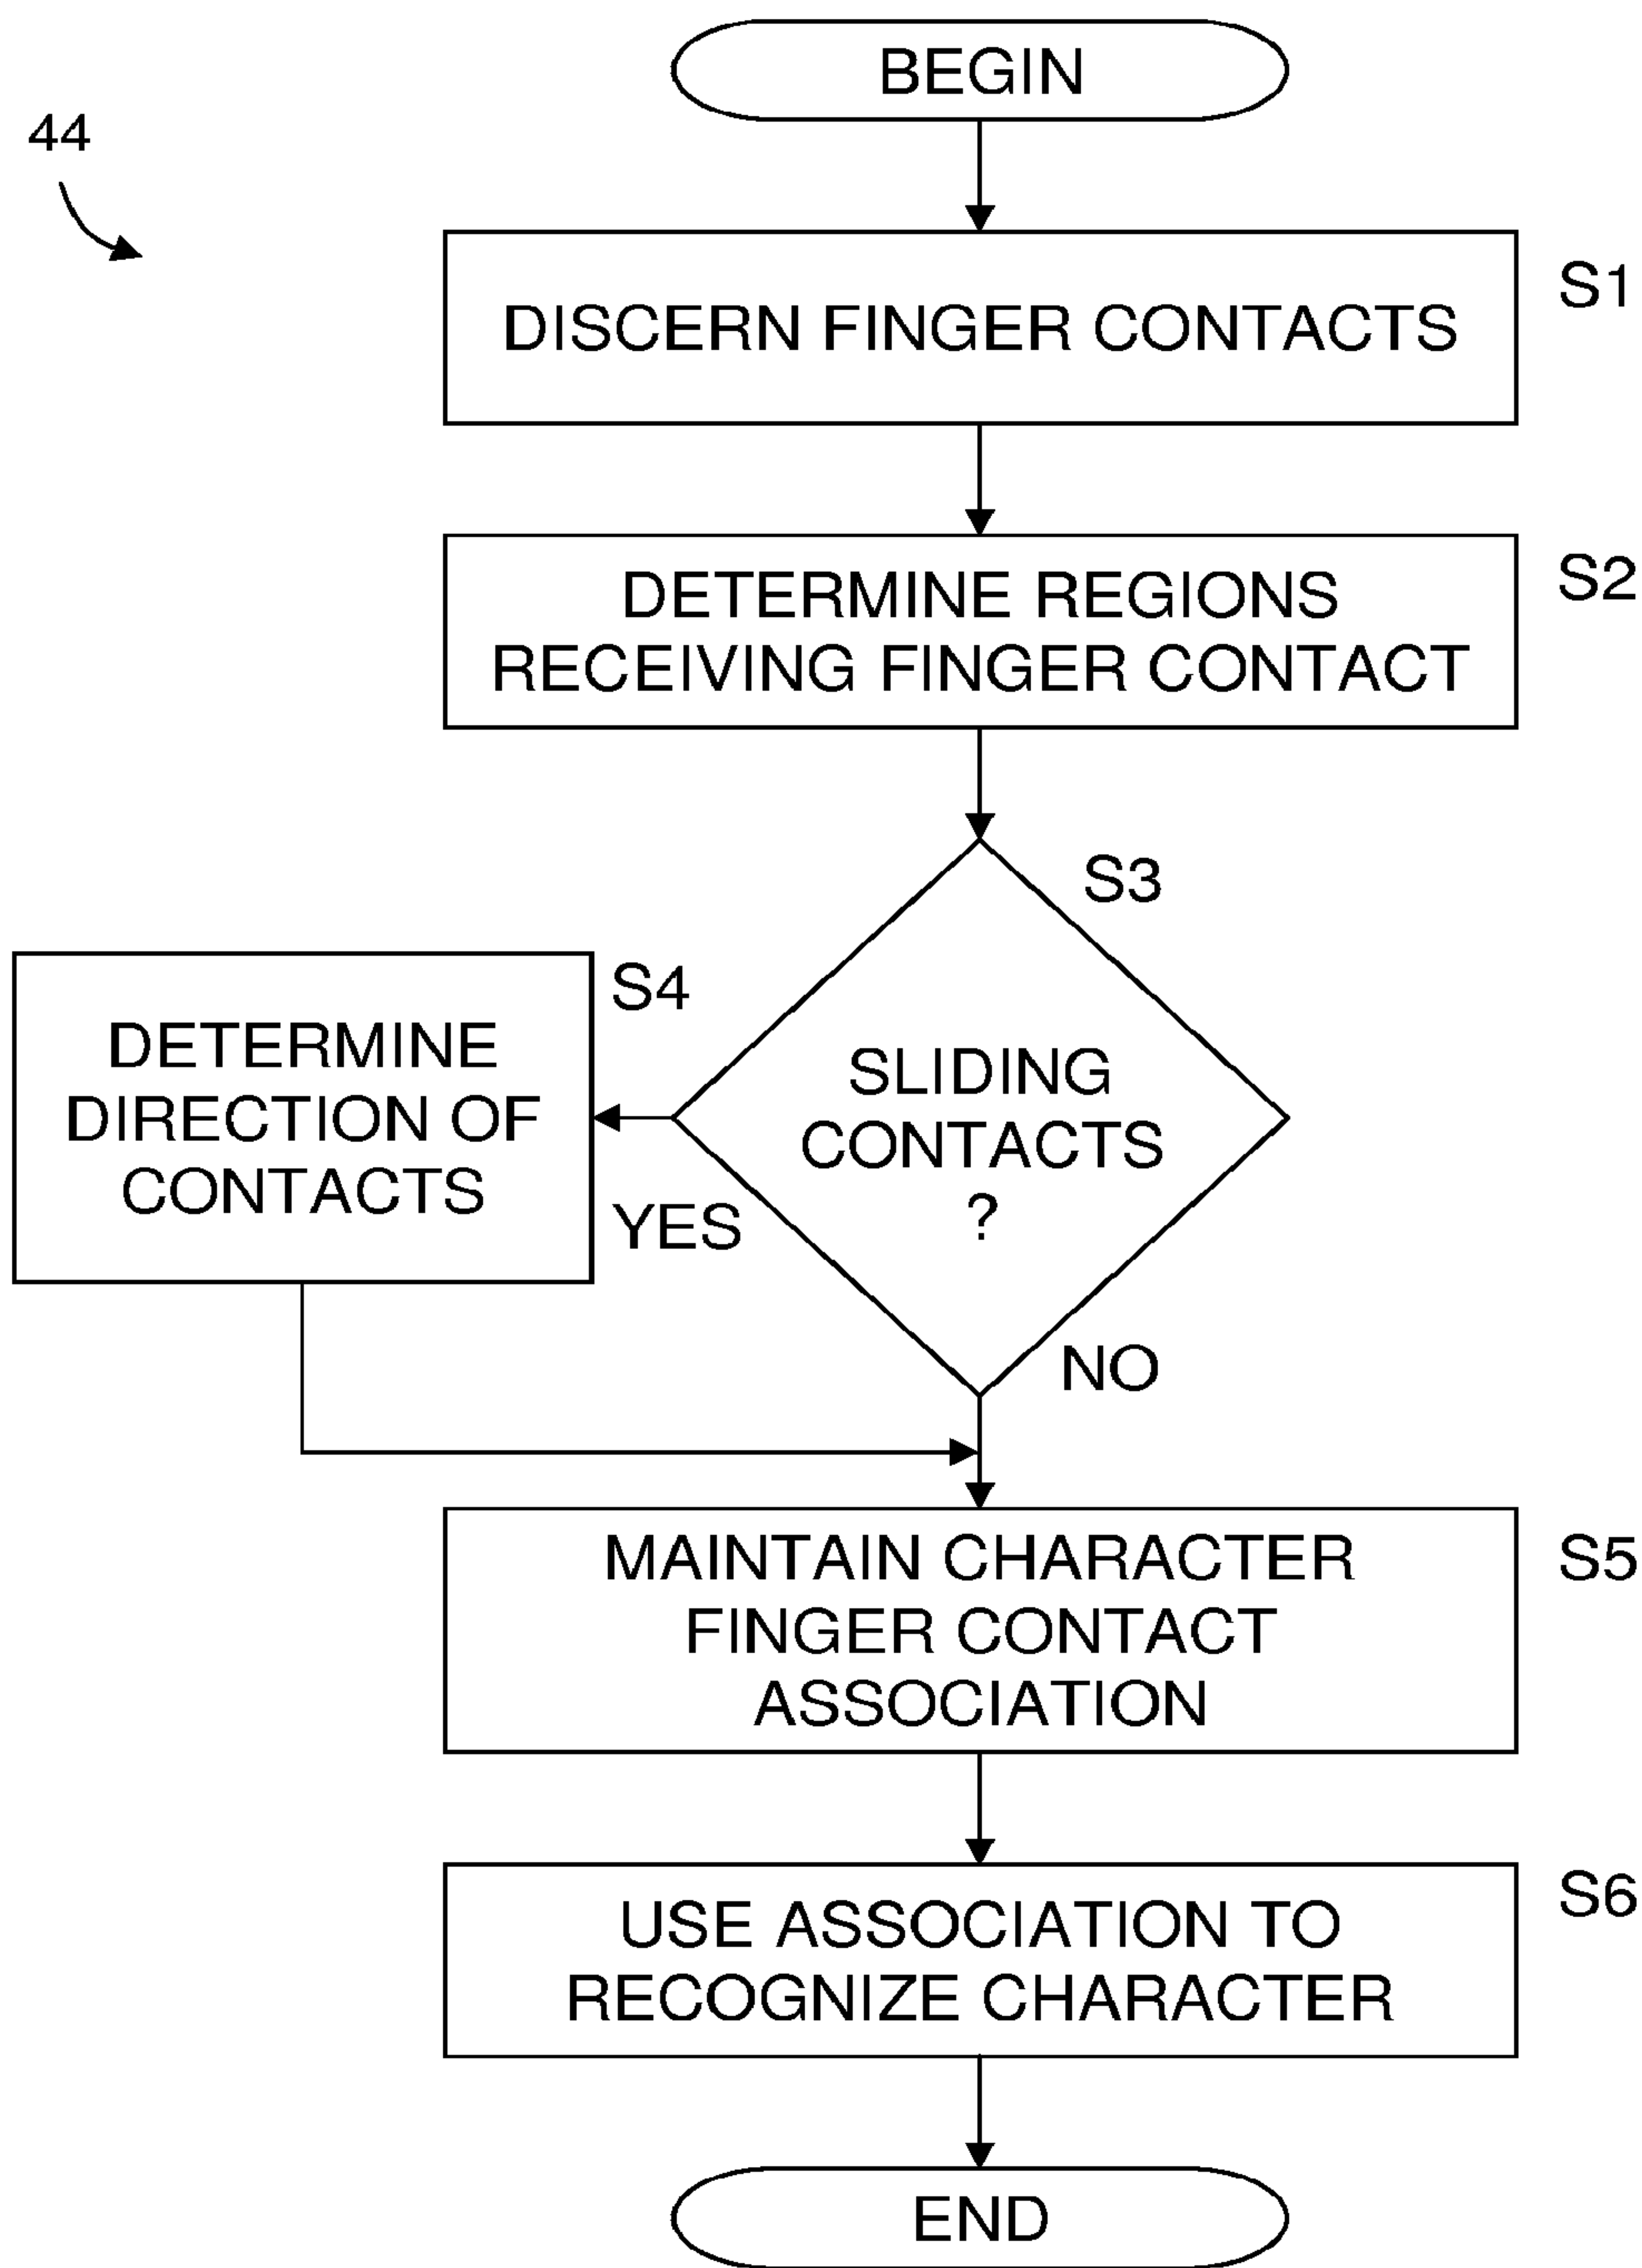 BEGIN
44
DISCERN FINGER CONTACTS
S1
DETERMINE REGIONS
RECEIVING FINGER CONTACT
S2
S3
SLIDING
CONTACTS
?
S4
DETERMINE
DIRECTION OF
CONTACTS
YES
NO
MAINTAIN CHARACTER
FINGER CONTACT
ASSOCIATION
S5
USE ASSOCIATION TO
RECOGNIZE CHARACTER
S6
END